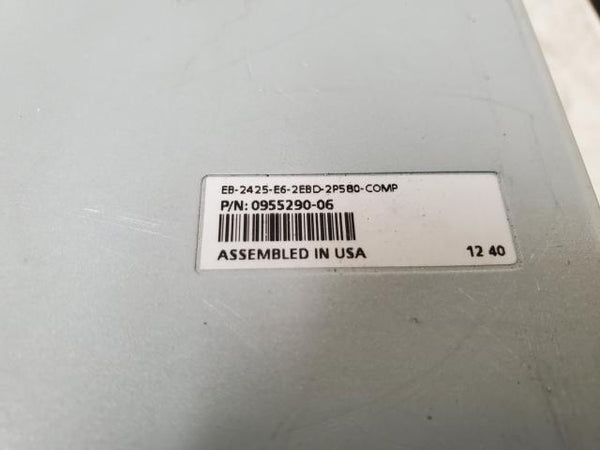 EB-2425-E6-2EBD-2P580-COMP
P/N: 0955290-06
ASSEMBLED IN USA 12 40